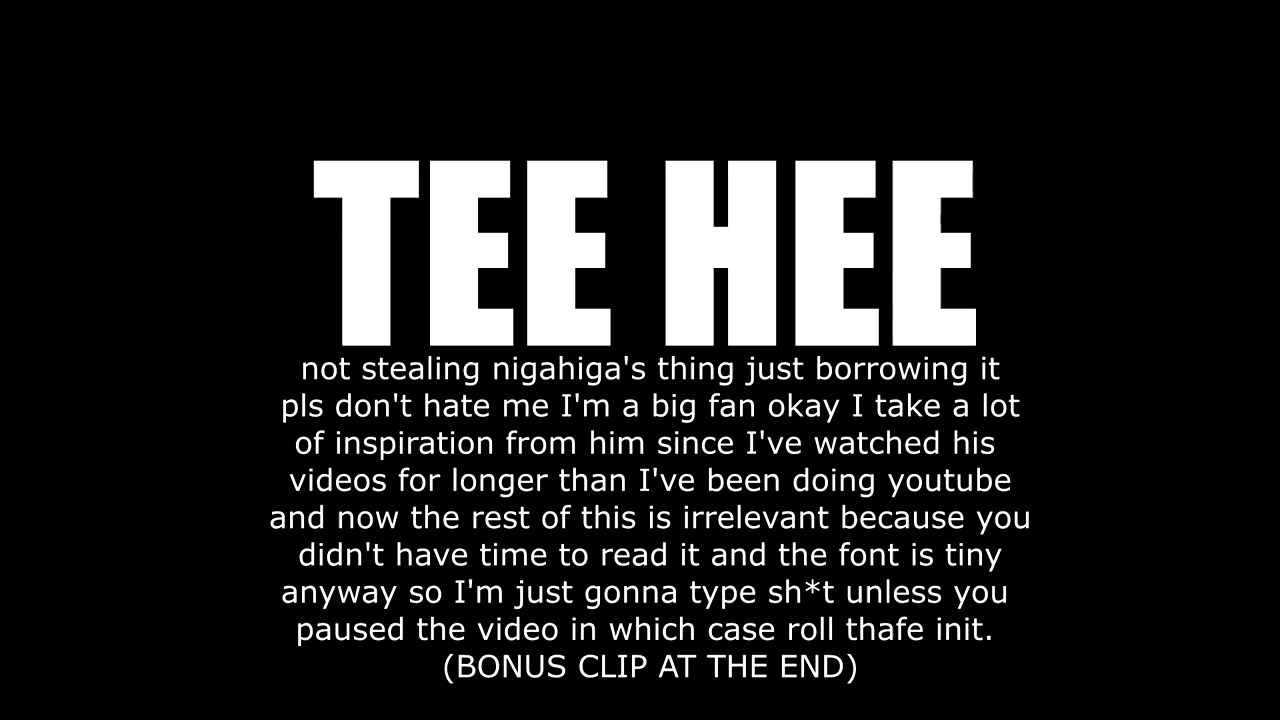 TEE HEE
not stealing nigahiga's thing just borrowing it
pls don't hate me I'm a big fan okay I take a lot
of inspiration from him since I've watched his
videos for longer than I've been doing youtube
and now the rest of this is irrelevant because you
didn't have time to read it and the font is tiny
anyway so I'm just gonna type sh*t unless you
paused the video in which case roll thafe init.
(BONUS CLIP AT THE END)